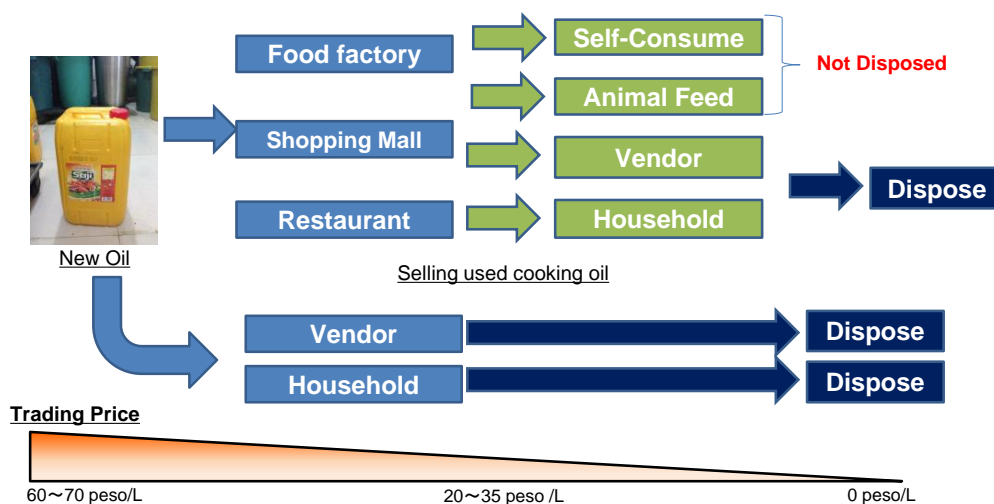 Food factory
Self-Consume
Not Disposed
Animal Feed
Shopping Mall
Vendor
Dispose
Restaurant
Household
Saji
New Oil
Selling used cooking oil
Vendor
Dispose
Household
Dispose
Trading Price
60～70 peso/L
20～35 peso /L
0 peso/L